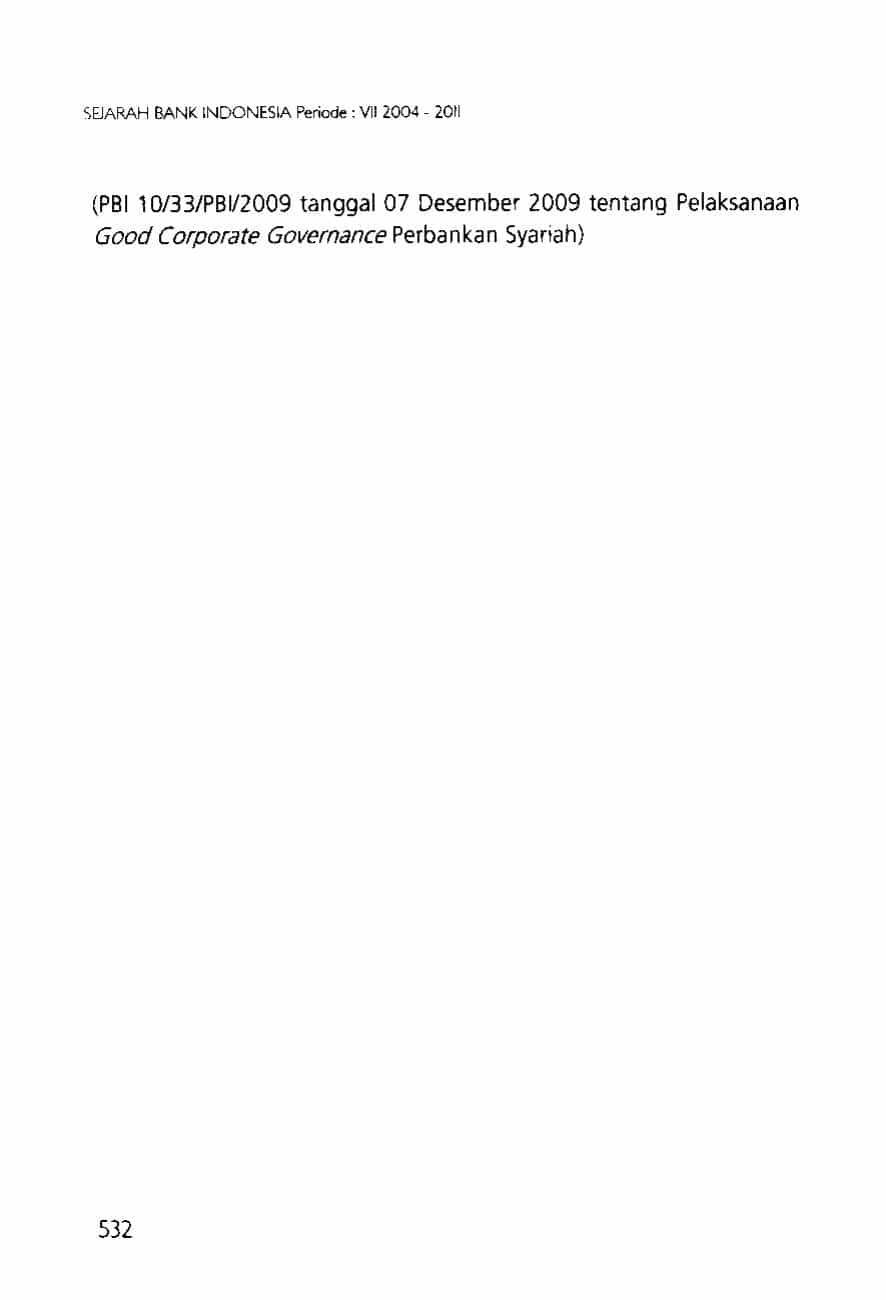 SEJARAH BANK INDONESIA Periode : VII 2004 - 2011
(PBI 10/33/PBI/2009 tanggal 07 Desember 2009 tentang Pelaksanaan
Good Corporate Governance Perbankan Syariah)
532